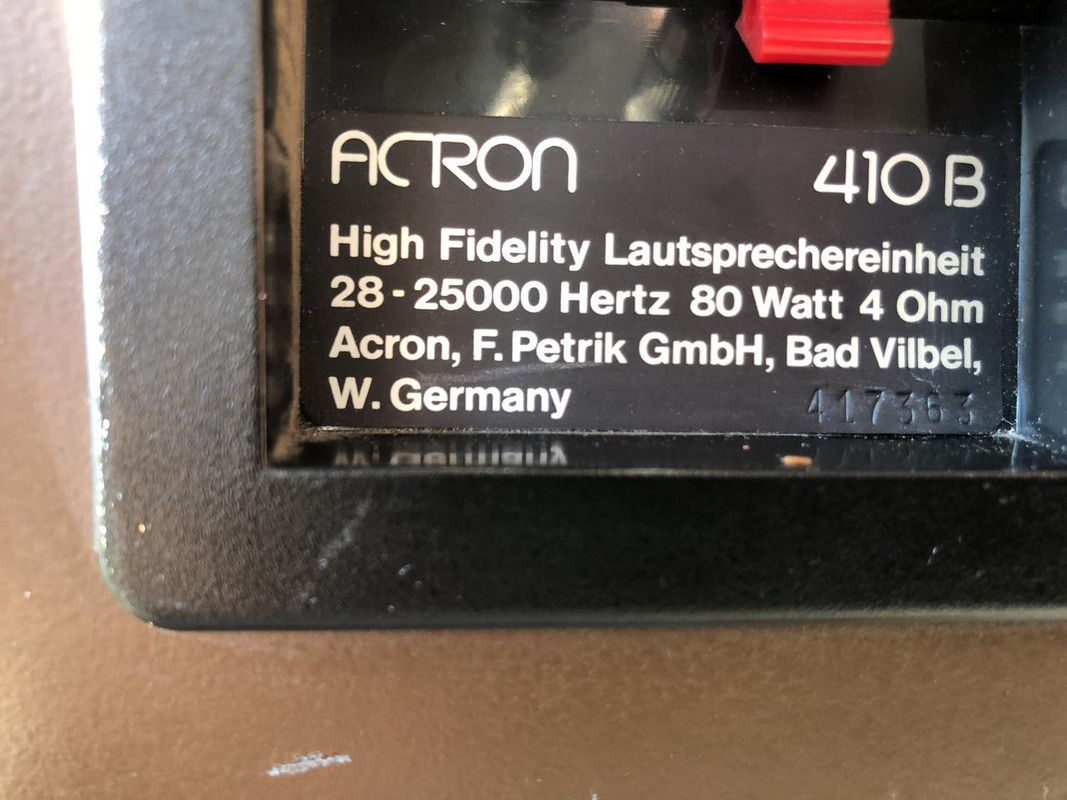 ACRON 410 B
High Fidelity Lautsprechereinheit
28-25000 Hertz 80 Watt 4 Ohm
Acron, F. Petrik GmbH, Bad Vilbel,
W. Germany 417363